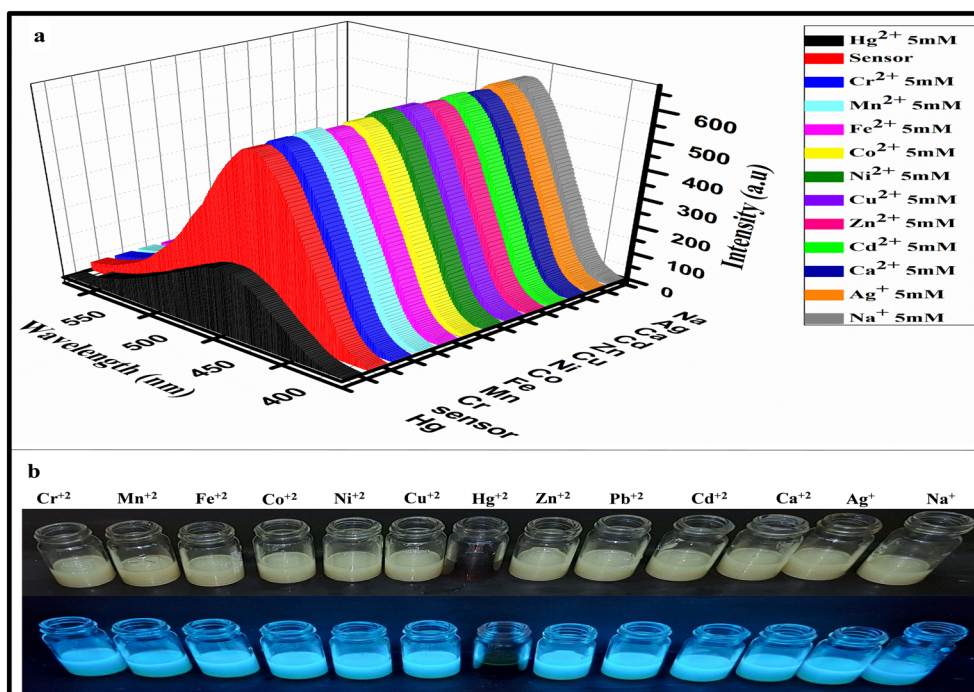 a
Hg2+ 5mM
Sensor
Cr2+ 5mM
Mn2+ 5mM
Fe2+ 5mM
Co2+ 5mM
Ni2+ 5mM
Cu2+ 5mM
Zn2+ 5mM
Cd2+ 5mM
Ca2+ 5mM
Ag+ 5mM
Na+ 5mM
600
500
400
300
200
100
0
Intensity (a.u)
550
500
450
400
Wavelength (nm)
Hg
sensor
Cr
Mn
Fe
Co
Ni
Cu
Zn
Cd
Ca
Ag
Na
b
Cr+2 Mn+2 Fe+2 Co+2 Ni+2 Cu+2 Hg+2 Zn+2 Pb+2 Cd+2 Ca+2 Ag+ Na+